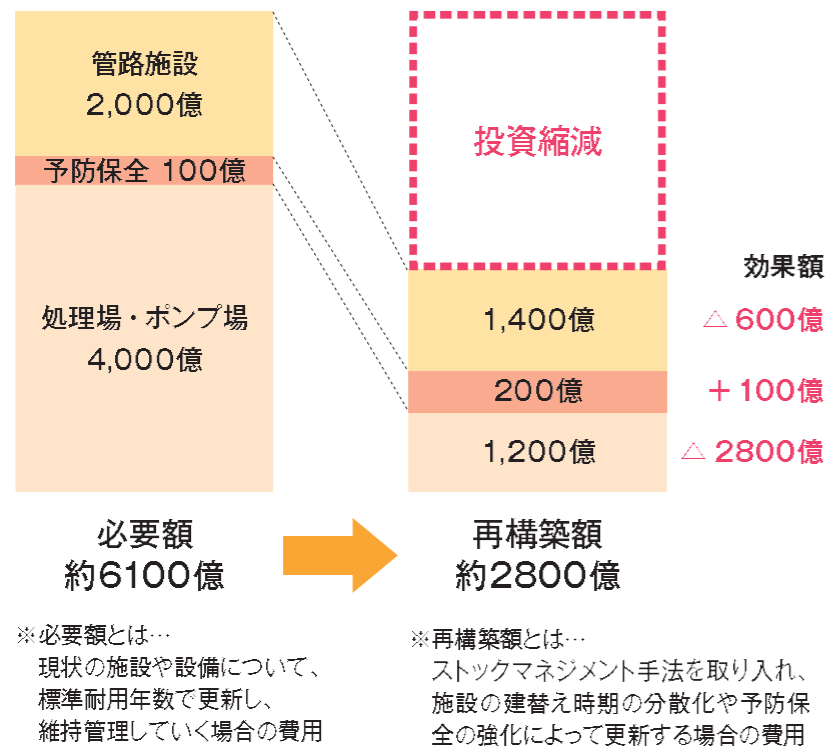 管路施設
2,000億
予防保全 100億
処理場・ポンプ場
4,000億
必要額
約6100億
※必要額とは…
現状の施設や設備について、
標準耐用年数で更新し、
維持管理していく場合の費用
投資縮減
効果額
1,400億
△ 600億
200億
＋100億
1,200億
△ 2800億
再構築額
約2800億
※再構築額とは…
ストックマネジメント手法を取り入れ、
施設の建替え時期の分散化や予防保
全の強化によって更新する場合の費用